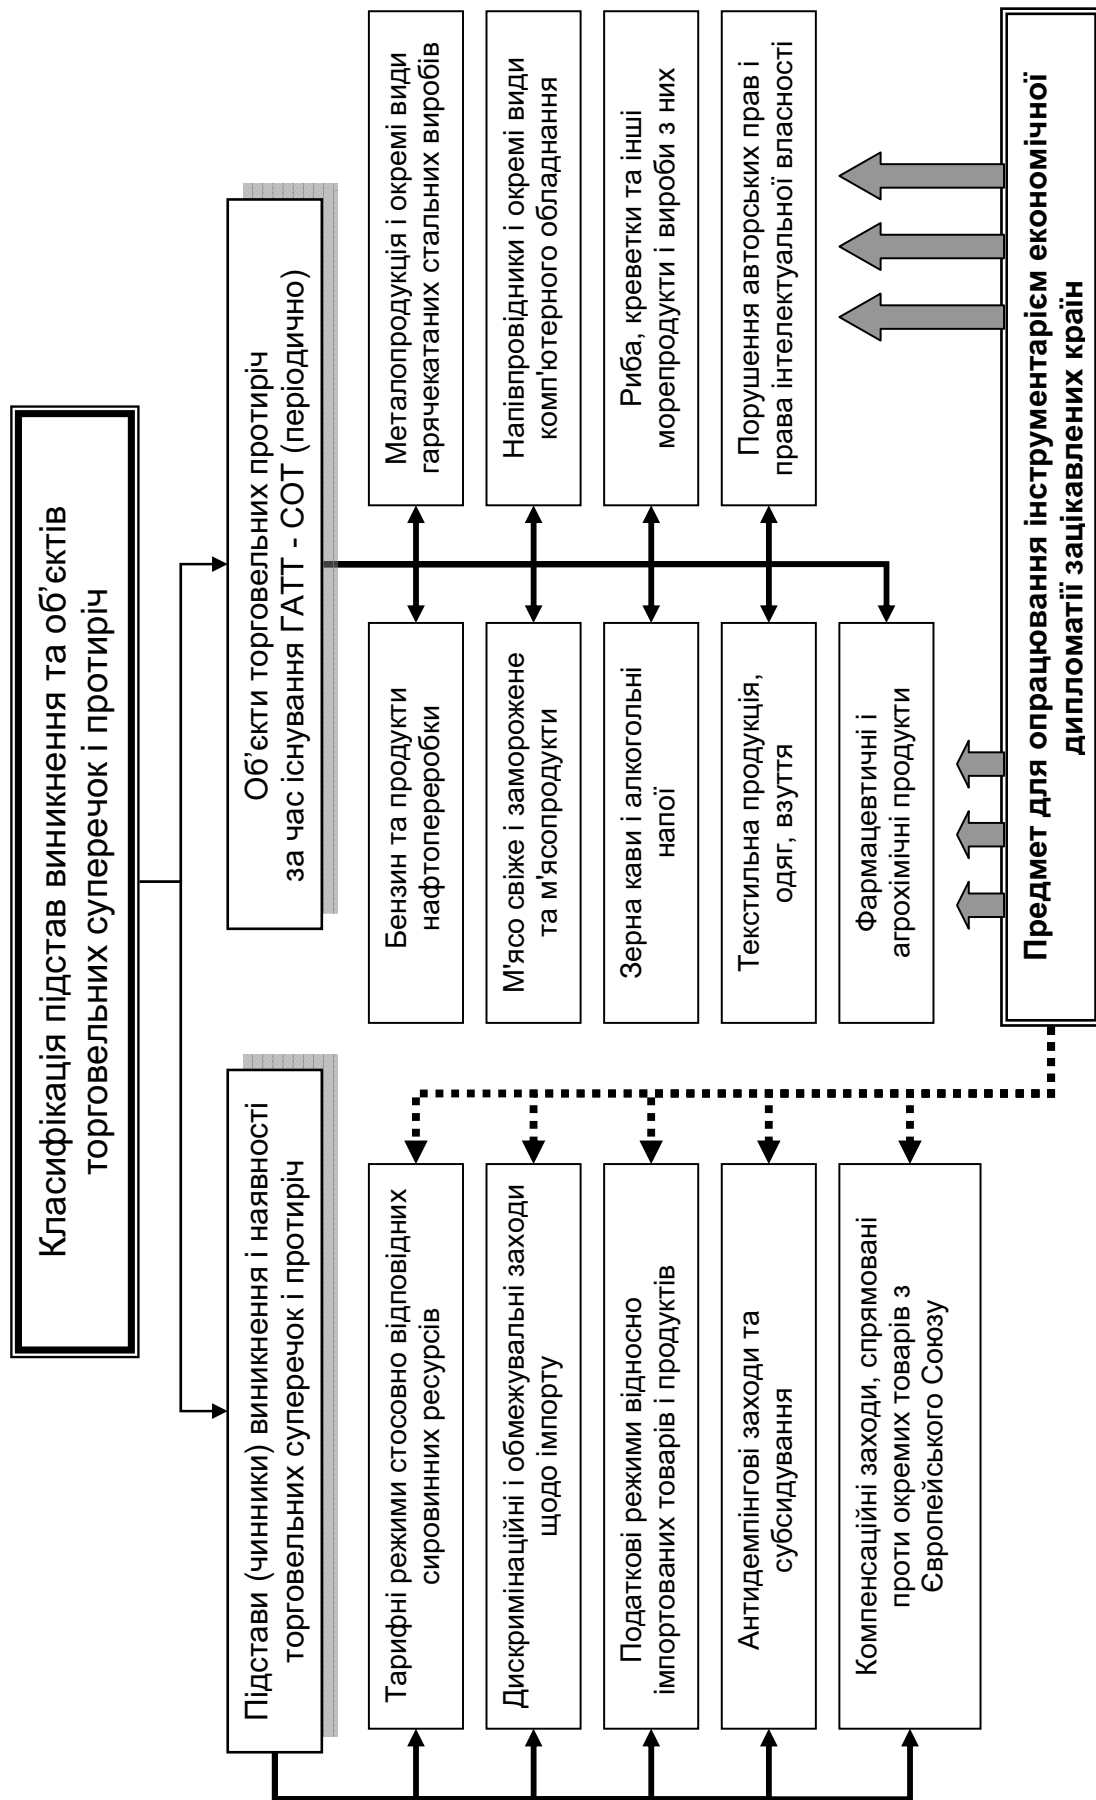 Класифікація підстав виникнення та об’єктів
торговельних суперечок і протиріч
Підстави (чинники) виникнення і наявності
торговельних суперечок і протиріч
Тарифні режими стосовно відповідних
сировинних ресурсів
Дискримінаційні і обмежувальні заходи
щодо імпорту
Податкові режими відносно
імпортованих товарів і продуктів
Антидемпінгові заходи та
субсидування
Компенсаційні заходи, спрямовані
проти окремих товарів з
Європейського Союзу
Об’єкти торговельних протиріч
за час існування ГАТТ - СОТ (періодично)
Бензин та продукти
нафтопереробки
М'ясо свіже і заморожене
та м'ясопродукти
Зерна кави і алкогольні
напої
Текстильна продукція,
одяг, взуття
Фармацевтичні і
агрохімічні продукти
Металопродукція і окремі види
гарячекатаних стальних виробів
Напівпровідники і окремі види
комп'ютерного обладнання
Риба, креветки та інші
морепродукти і вироби з них
Порушення авторських прав і
права інтелектуальної власності
Предмет для опрацювання інструментарієм економічної
дипломатії зацікавлених країн